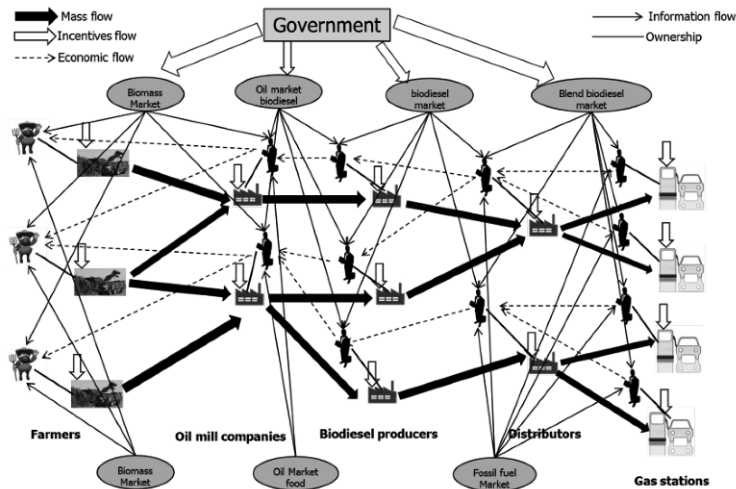 Mass flow
Incentives flow
Economic flow
Government
Information flow
Ownership
Biomass
Market
Oil market
biodiesel
biodiesel
market
Blend biodiesel
market
Farmers
Oil mill companies
Biodiesel producers
Distributors
Gas stations
Biomass
Market
Oil Market
food
Fossil fuel
Market